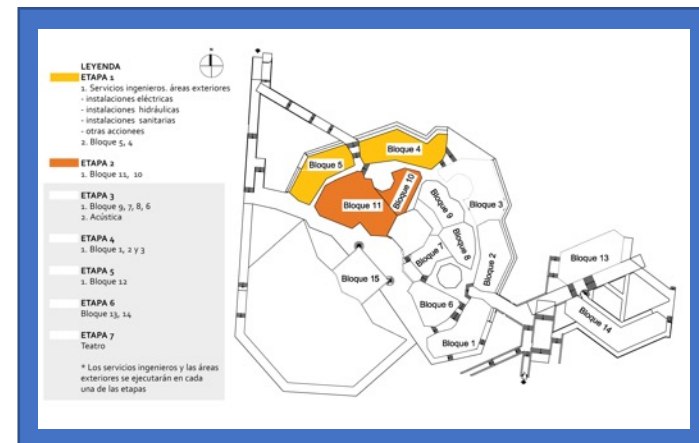 LEYENDA
ETAPA 1
1. Servicios ingenieros. áreas exteriores
- instalaciones eléctricas
- instalaciones hidráulicas
- instalaciones sanitarias
- otras accionees
2. Bloque 5, 4
ETAPA 2
1. Bloque 11, 10
ETAPA 3
1. Bloque 9, 7, 8, 6
2. Acústica
ETAPA 4
1. Bloque 1, 2 y 3
ETAPA 5
1. Bloque 12
ETAPA 6
Bloque 13, 14
ETAPA 7
Teatro
* Los servicios ingenieros y las áreas
exteriores se ejecutarán en cada
una de las etapas
Bloque 4
Bloque 5
Bloque 10
Bloque 11
Bloque 9
Bloque 3
Bloque 8
Bloque 7
Bloque 2
Bloque 15
Bloque 6
Bloque 1
Bloque 13
Bloque 14